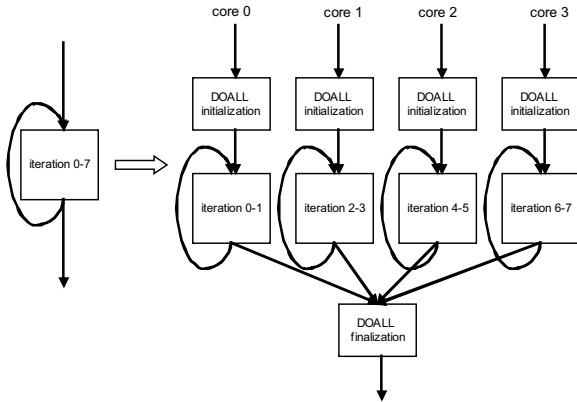 core 0
core 1
core 2
core 3
DOALL
initialization
DOALL
initialization
DOALL
initialization
DOALL
initialization
iteration 0-7
iteration 0-1
iteration 2-3
iteration 4-5
iteration 6-7
DOALL
finalization